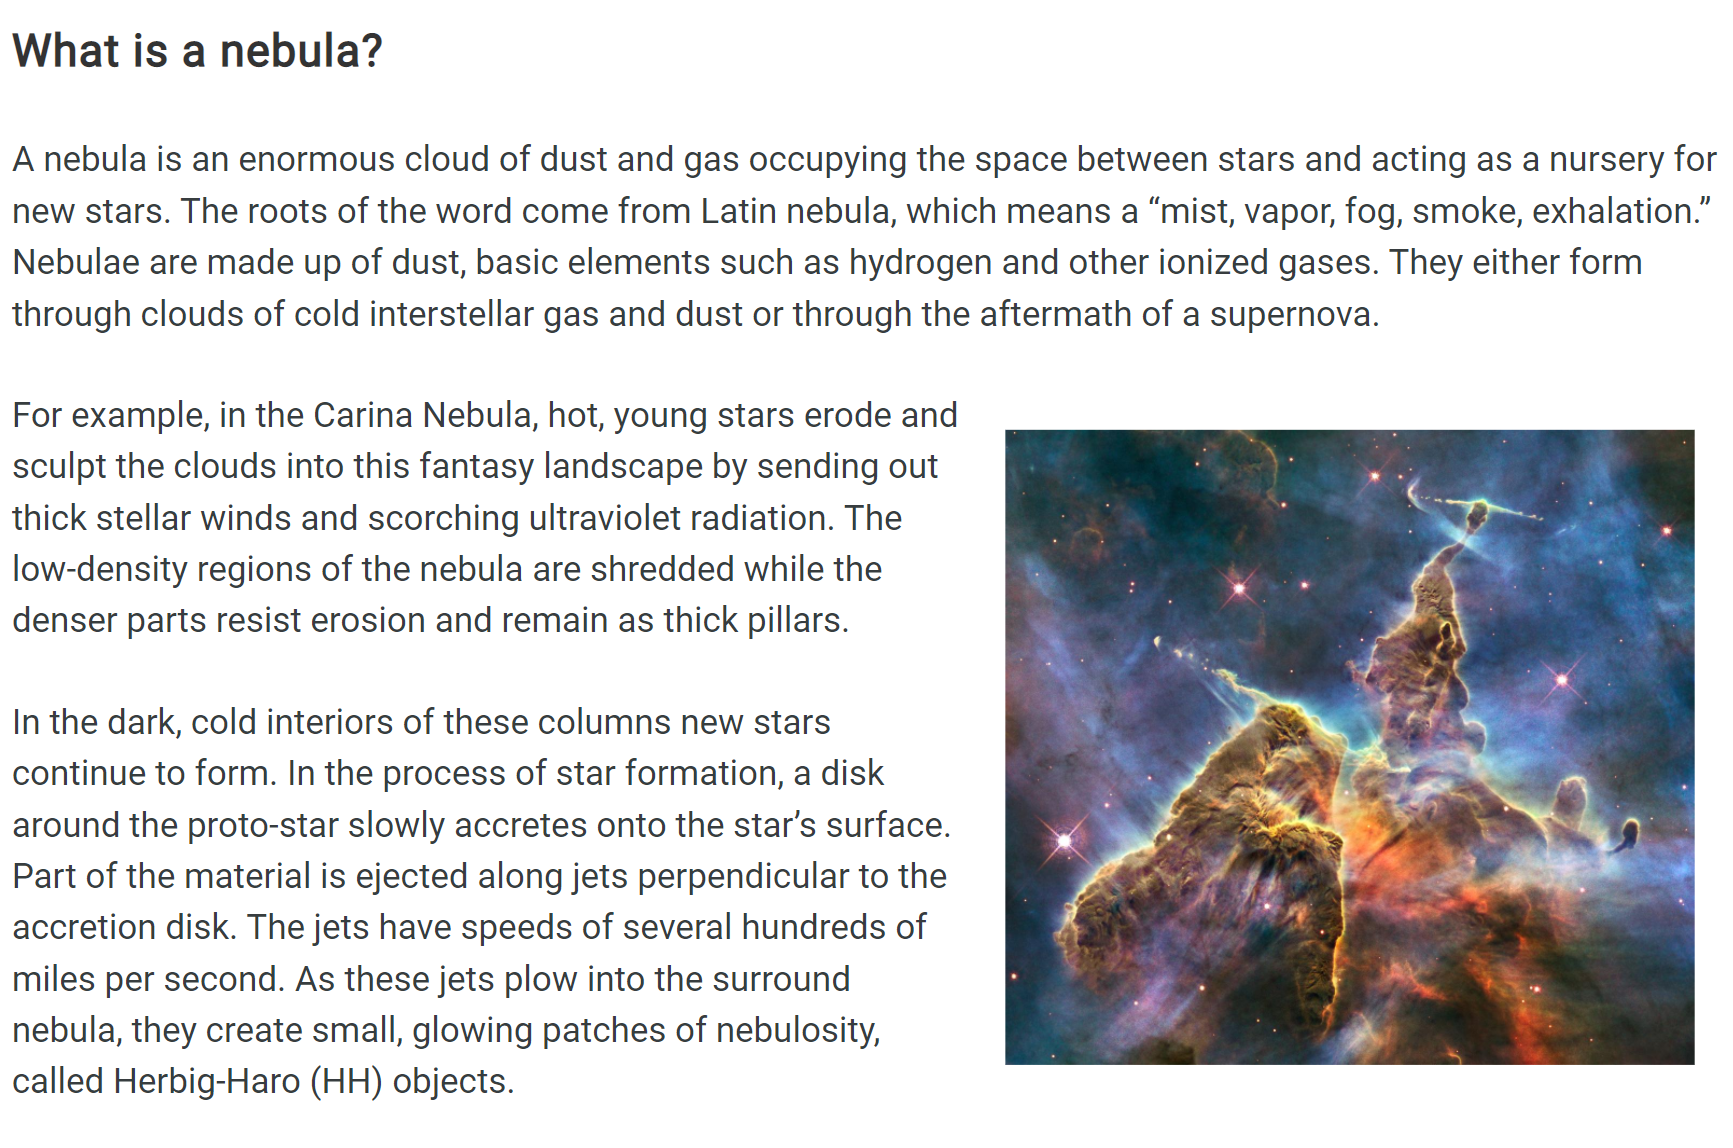 What is a nebula?
A nebula is an enormous cloud of dust and gas occupying the space between stars and acting as a nursery for
new stars. The roots of the word come from Latin nebula, which means a “mist, vapor, fog, smoke, exhalation.”
Nebulae are made up of dust, basic elements such as hydrogen and other ionized gases. They either form
through clouds of cold interstellar gas and dust or through the aftermath of a supernova.
For example, in the Carina Nebula, hot, young stars erode and
sculpt the clouds into this fantasy landscape by sending out
thick stellar winds and scorching ultraviolet radiation. The
low-density regions of the nebula are shredded while the
denser parts resist erosion and remain as thick pillars.
In the dark, cold interiors of these columns new stars
continue to form. In the process of star formation, a disk
around the proto-star slowly accretes onto the star’s surface.
Part of the material is ejected along jets perpendicular to the
accretion disk. The jets have speeds of several hundreds of
miles per second. As these jets plow into the surround
nebula, they create small, glowing patches of nebulosity,
called Herbig-Haro (HH) objects.